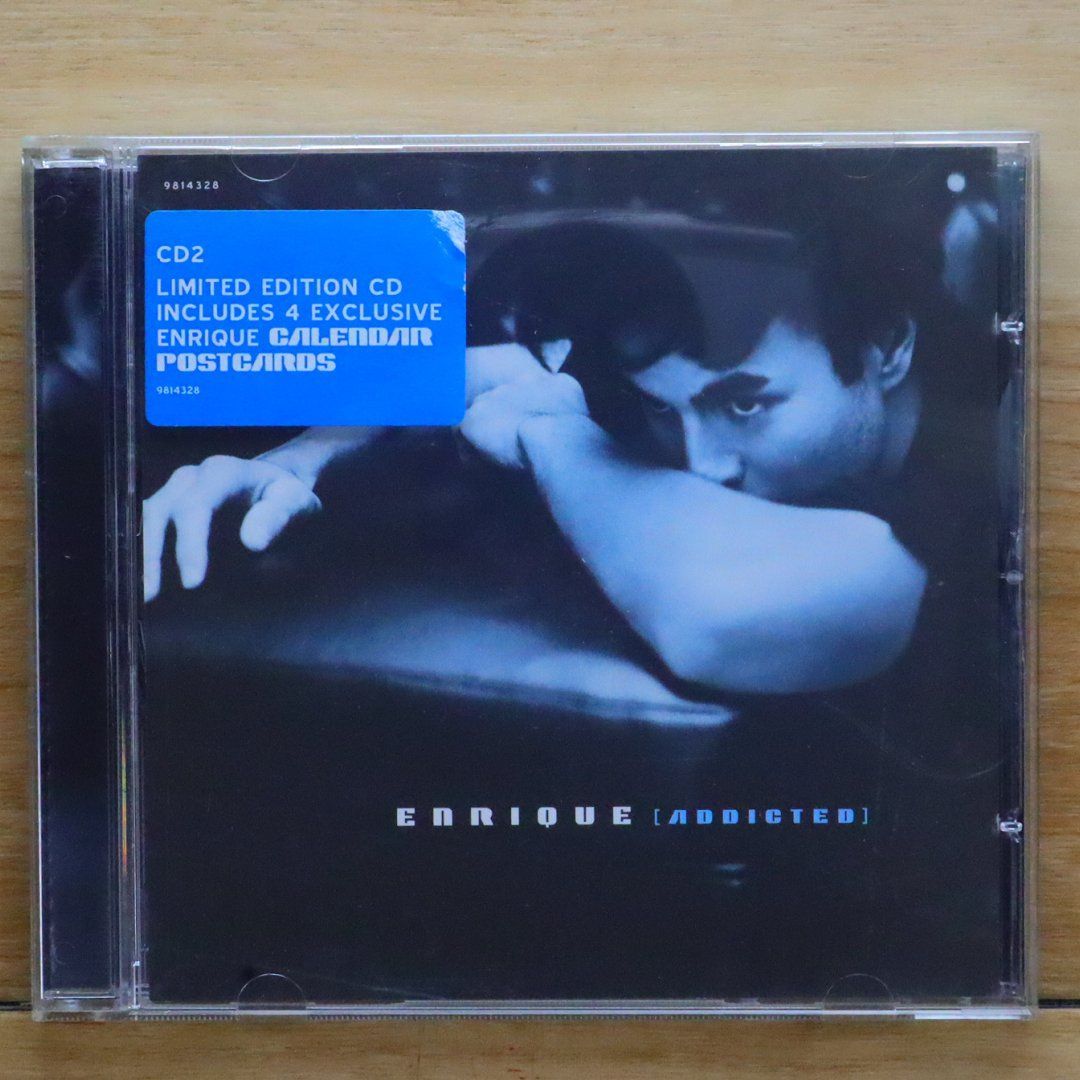 9814328
CD2
LIMITED EDITION CD
INCLUDES 4 EXCLUSIVE
ENRIQUE CALENDAR
POSTCARDS
9814328
ENRIQUE [ADDICTED]